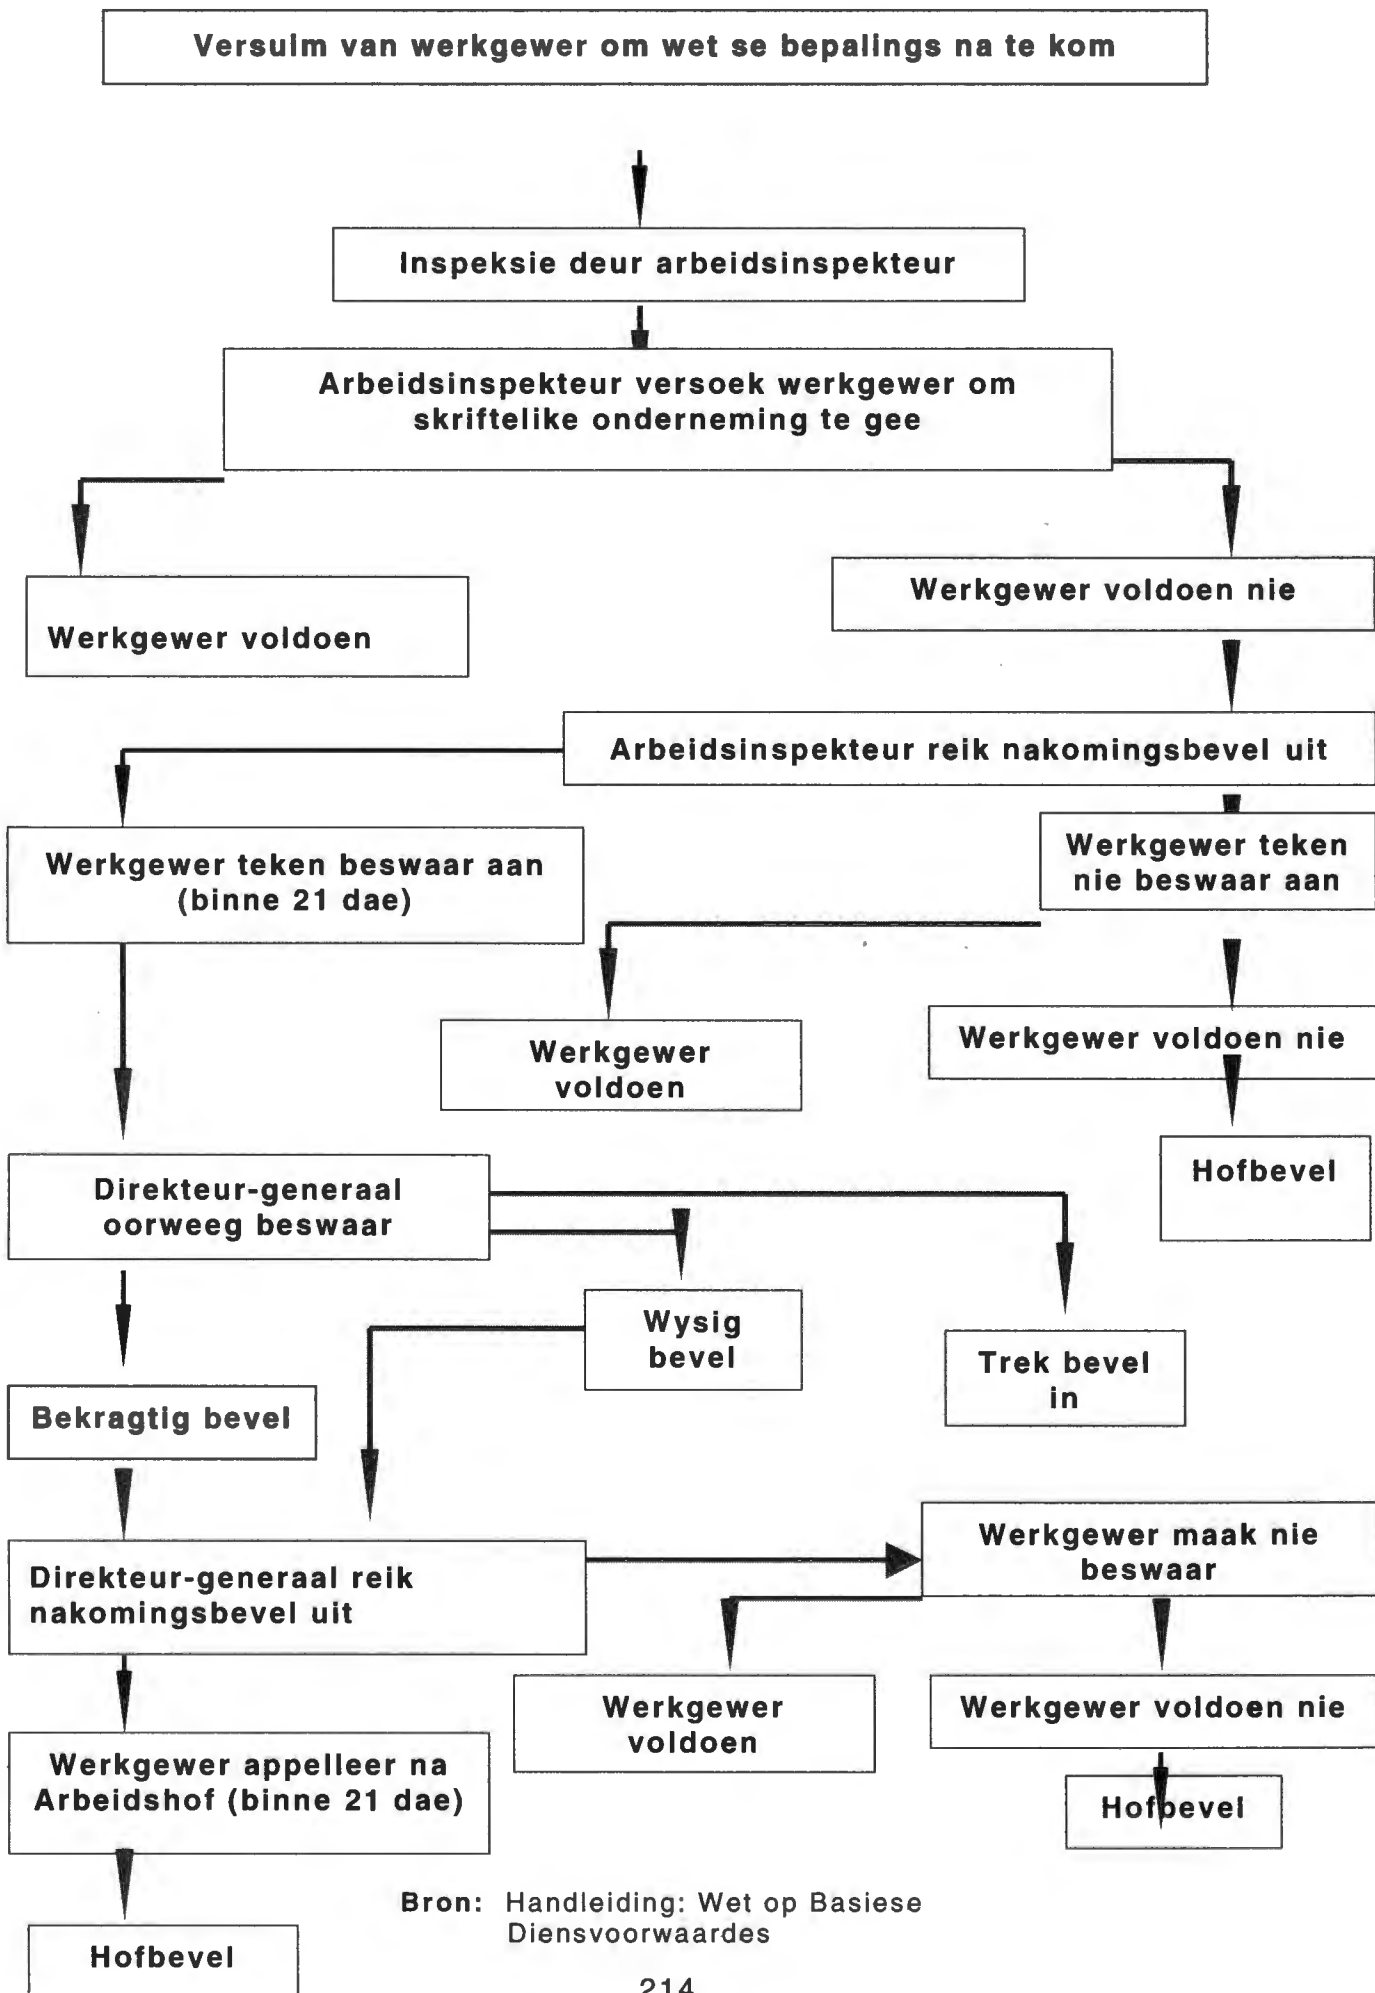 Versuim van werkgewer om wet se bepalings na te kom
Inspeksie deur arbeidsinspekteur
Arbeidsinspekteur versoek werkgewer om
skriftelike onderneming te gee
Werkgewer voldoen nie
Werkgewer voldoen
Arbeidsinspekteur reik nakomingsbevel uit
Werkgewer teken beswaar aan
(binne 21 dae)
Werkgewer teken
nie beswaar aan
Werkgewer
voldoen
Werkgewer voldoen nie
Hofbevel
Direkteur-generaal
oorweeg beswaar
Wysig
bevel
Trek bevel
in
Bekragtig bevel
Direkteur-generaal reik
nakomingsbevel uit
Werkgewer maak nie
beswaar
Werkgewer
voldoen
Werkgewer voldoen nie
Werkgewer appelleer na
Arbeidshof (binne 21 dae)
Hofbevel
Hofbevel
Bron: Handleiding: Wet op Basiese
Diensvoorwaardes
214